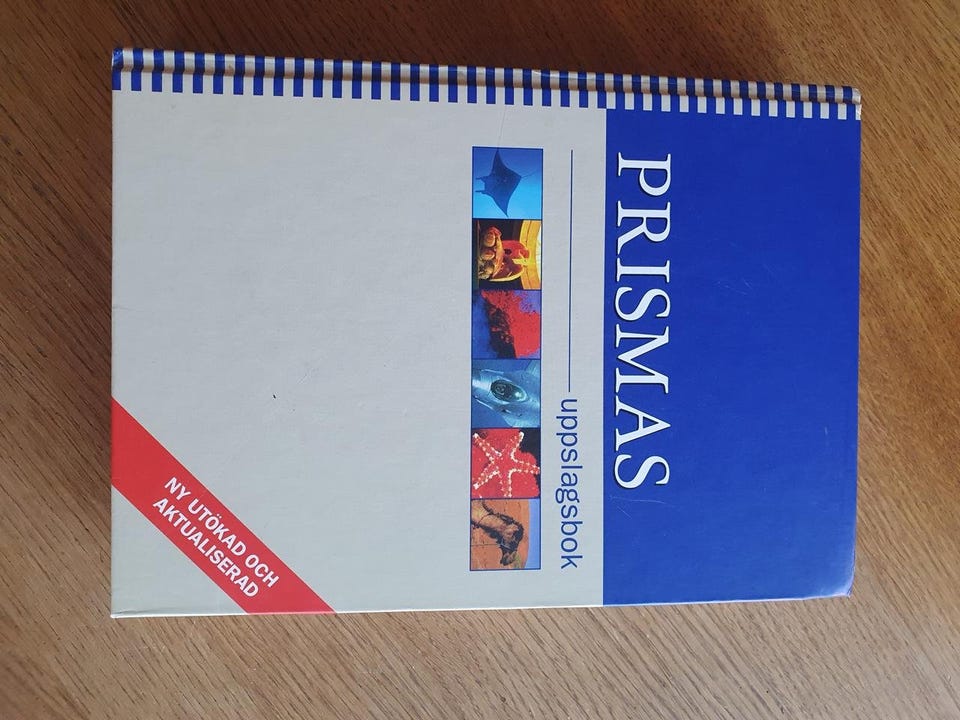 PRISMAS
uppslagsbok
NY UTÖKAD OCH
AKTUALISERAD